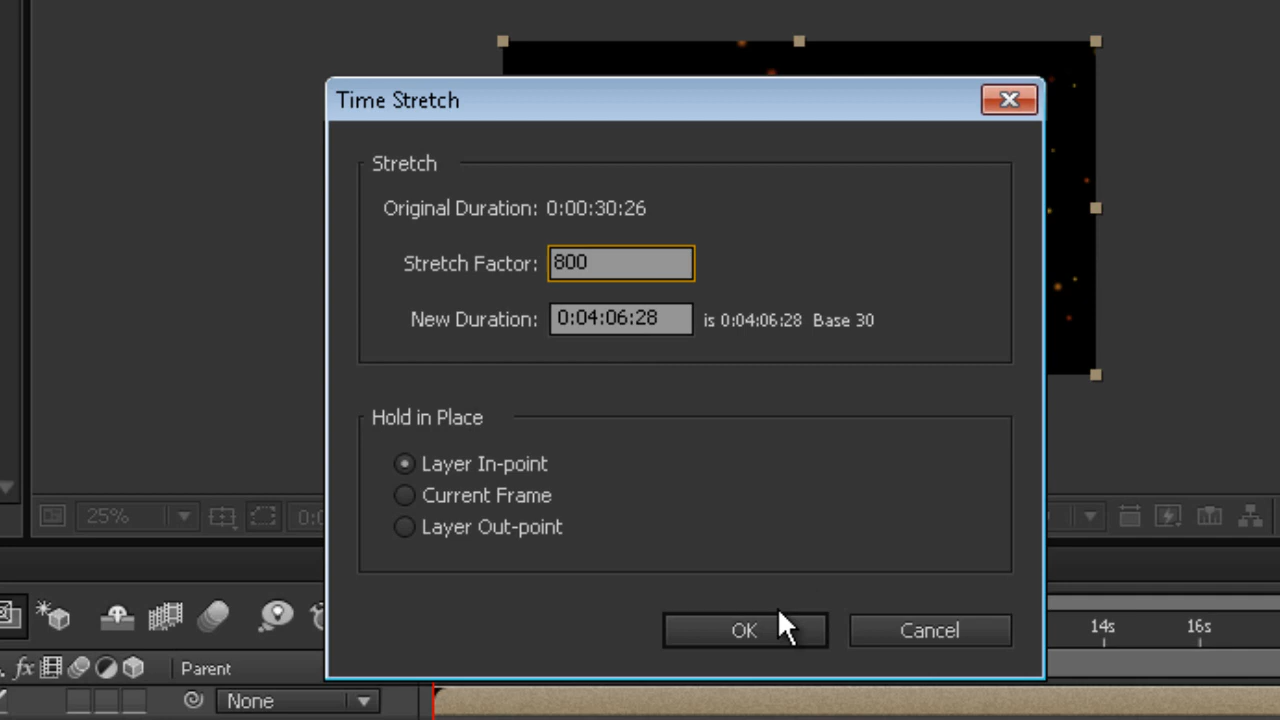 Time Stretch
Stretch
Original Duration: 0:00:30:26
Stretch Factor: 800
New Duration: 0:04:06:28 is 0:04:06:28 Base 30
Hold in Place
Layer In-point
Current Frame
Layer Out-point
25%
OK Cancel
14s 16s
fx Parent
None